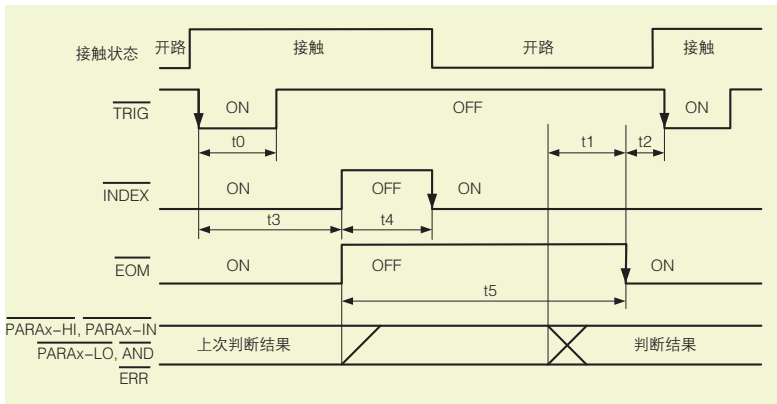 接触状态 开路 接触 开路 接触
TRIG ON OFF ON
t0 t1 t2
INDEX ON OFF ON
t3 t4
EOM ON OFF ON
t5
PARAx-HI, PARAx-IN
PARAx-LO, AND 上次判断结果 判断结果
ERR